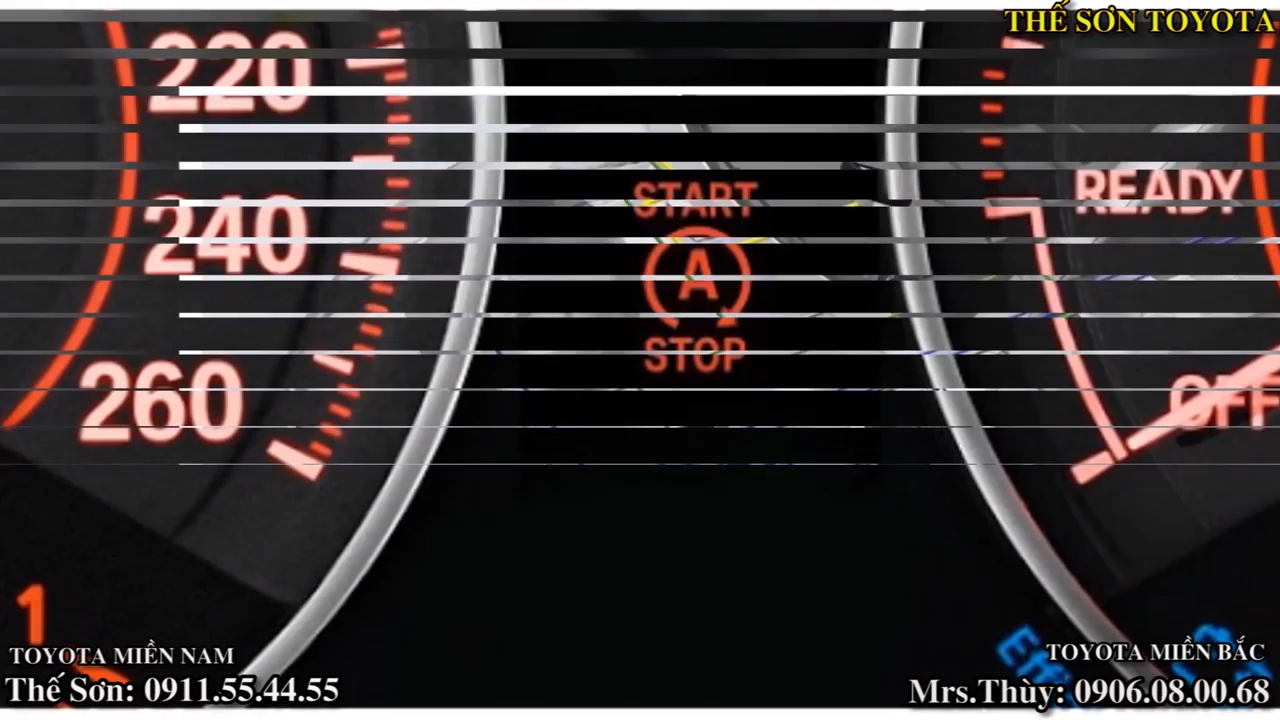 THẾ SƠN TOYOTA
220
READY
START
240
A
STOP
260
OFF
1
TOYOTA MIỀN NAM
TOYOTA MIỀN BẮC
Thế Sơn: 0911.55.44.55
Mrs.Thùy: 0906.08.00.68